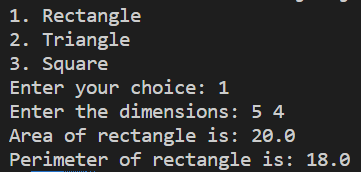 1. Rectangle
2. Triangle
3. Square
Enter your choice: 1
Enter the dimensions: 5 4
Area of rectangle is: 20.0
Perimeter of rectangle is: 18.0